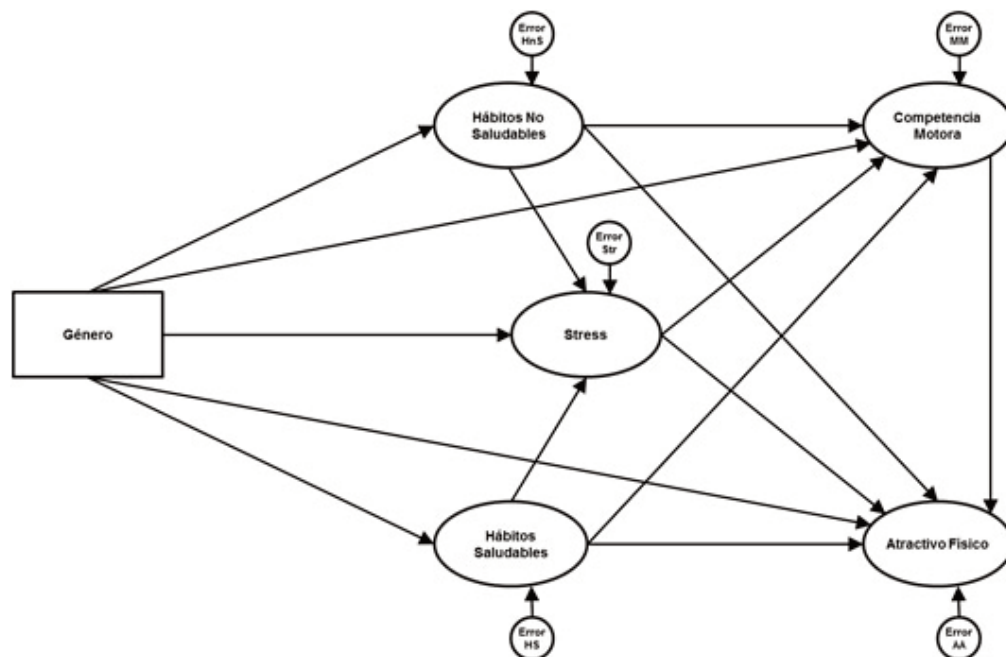 Error
HnS
Error
MM
Hábitos No
Saludables
Competencia
Motora
Error
Str
Género
Stress
Hábitos
Saludables
Atractivo Físico
Error
HS
Error
AA